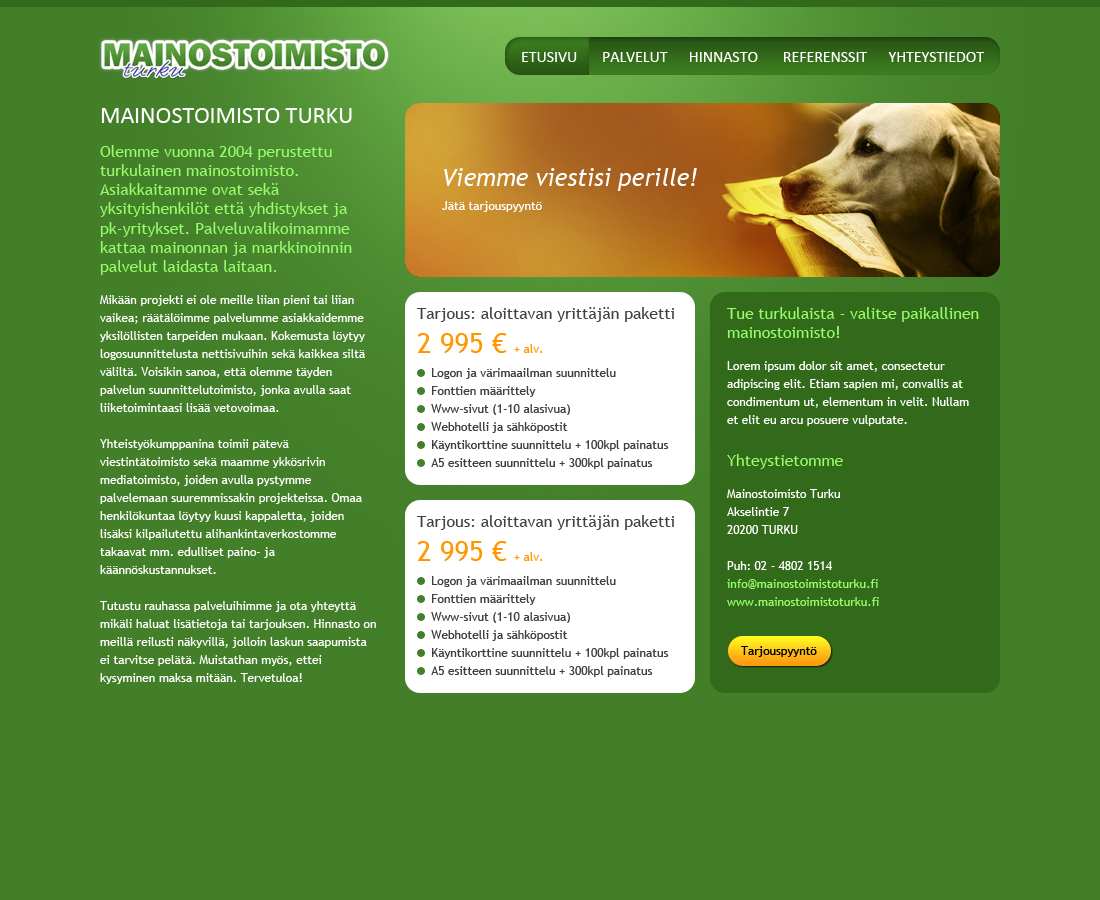 MAINOSTOIMISTO
turku
ETUSIVU PALVELUT HINNASTO REFERENSSIT YHTEYSTIEDOT
MAINOSTOIMISTO TURKU
Olemme vuonna 2004 perustettu
turkulainen mainostoimisto.
Asiakkaitamme ovat sekä
yksityishenkilöt että yhdistykset ja
pk-yritykset. Palveluvalikoimamme
kattaa mainonnan ja markkinoinnin
palvelut laidasta laitaan.
Mikään projekti ei ole meille liian pieni tai liian
vaikea; räätälöimme palvelumme asiakkaidemme
yksilöllisten tarpeiden mukaan. Kokemusta löytyy
logosuunnittelusta nettisivuihin sekä kaikkea siltä
väliltä. Voisikin sanoa, että olemme täyden
palvelun suunnittelutoimisto, jonka avulla saat
liiketoimintaasi lisää vetovoimaa.
Yhteistyökumppanina toimii pätevä
viestintätoimisto sekä maamme ykkösrivin
mediatoimisto, joiden avulla pystymme
palvelemaan suuremmissakin projekteissa. Omaa
henkilökuntaa löytyy kuusi kappaletta, joiden
lisäksi kilpailutettu alihankintaverkostomme
takaavat mm. edulliset paino- ja
käännöskustannukset.
Tutustu rauhassa palveluihimme ja ota yhteyttä
mikäli haluat lisätietoja tai tarjouksen. Hinnasto on
meillä reilusti näkyvillä, jolloin laskun saapumista
ei tarvitse pelätä. Muistathan myös, ettei
kysyminen maksa mitään. Tervetuloa!
Viemme viestisi perille!
Jätä tarjouspyyntö
Tarjous: aloittavan yrittäjän paketti
2 995 € + alv.
Logon ja värimaailman suunnittelu
Fonttien määrittely
Www-sivut (1-10 alasivua)
Webhotelli ja sähköpostit
Käyntikorttine suunnittelu + 100kpl painatus
A5 esitteen suunnittelu + 300kpl painatus
Tarjous: aloittavan yrittäjän paketti
2 995 € + alv.
Logon ja värimaailman suunnittelu
Fonttien määrittely
Www-sivut (1-10 alasivua)
Webhotelli ja sähköpostit
Käyntikorttine suunnittelu + 100kpl painatus
A5 esitteen suunnittelu + 300kpl painatus
Tue turkulaista - valitse paikallinen
mainostoimisto!
Lorem ipsum dolor sit amet, consectetur
adipiscing elit. Etiam sapien mi, convallis at
condimentum ut, elementum in velit. Nullam
et elit eu arcu posuere vulputate.
Yhteystietomme
Mainostoimisto Turku
Akselintie 7
20200 TURKU
Puh: 02 - 4802 1514
info@mainostoimistoturku.fi
www.mainostoimistoturku.fi
Tarjouspyyntö